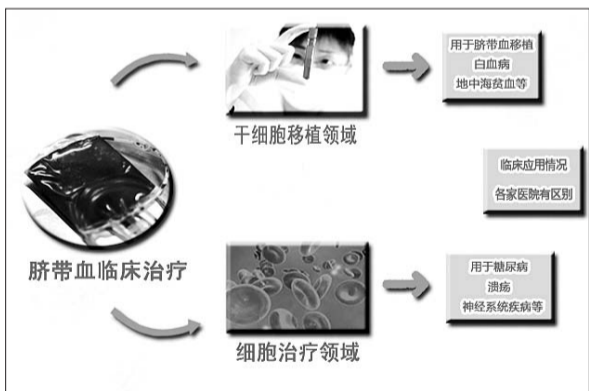 用于脐带血移植
白血病
地中海贫血等
干细胞移植领域
临床应用情况
各家医院有区别
脐带血临床治疗
用于糖尿病
溃疡
神经系统疾病等
细胞治疗领域